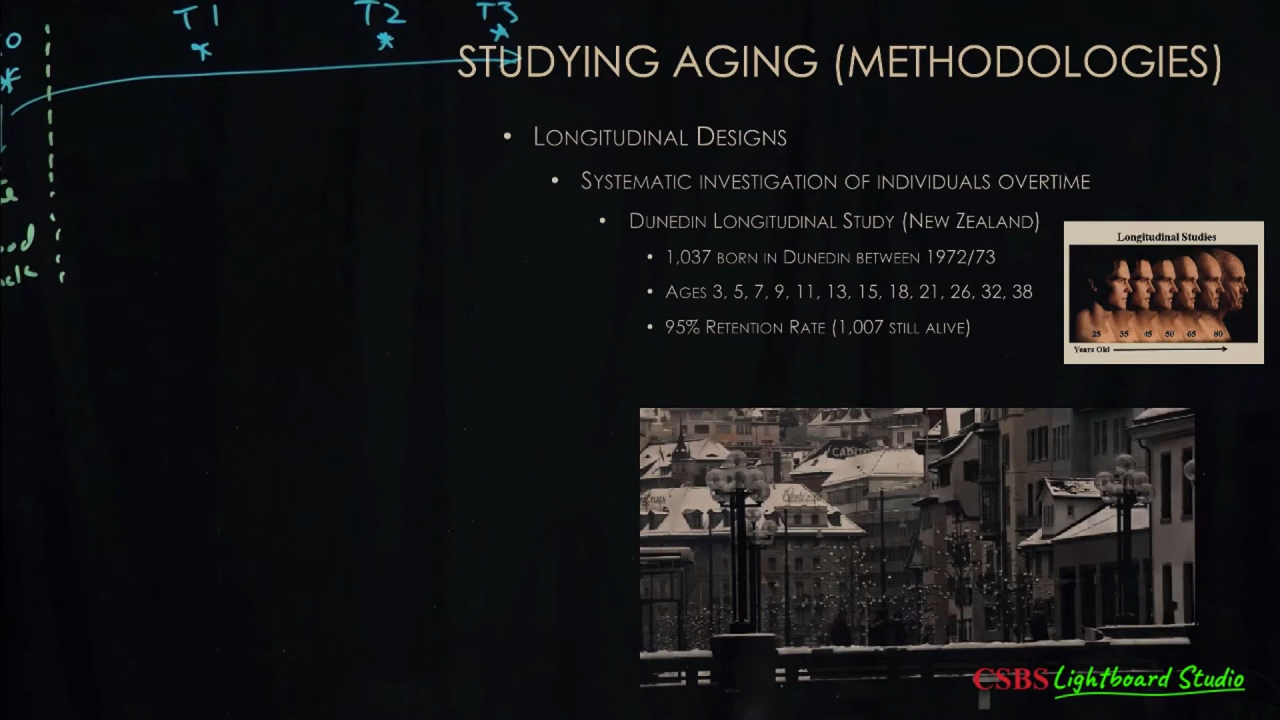 T1 T2 T3
STUDYING AGING (METHODOLOGIES)
• LONGITUDINAL DESIGNS
• SYSTEMATIC INVESTIGATION OF INDIVIDUALS OVERTIME
• DUNEDIN LONGITUDINAL STUDY (NEW ZEALAND)
• 1,037 BORN IN DUNEDIN BETWEEN 1972/73
• AGES 3, 5, 7, 9, 11, 13, 15, 18, 21, 26, 32, 38
• 95% RETENTION RATE (1,007 STILL ALIVE)
Longitudinal Studies
25 35 45 50 65 80
Years Old
CSBS Lightboard Studio